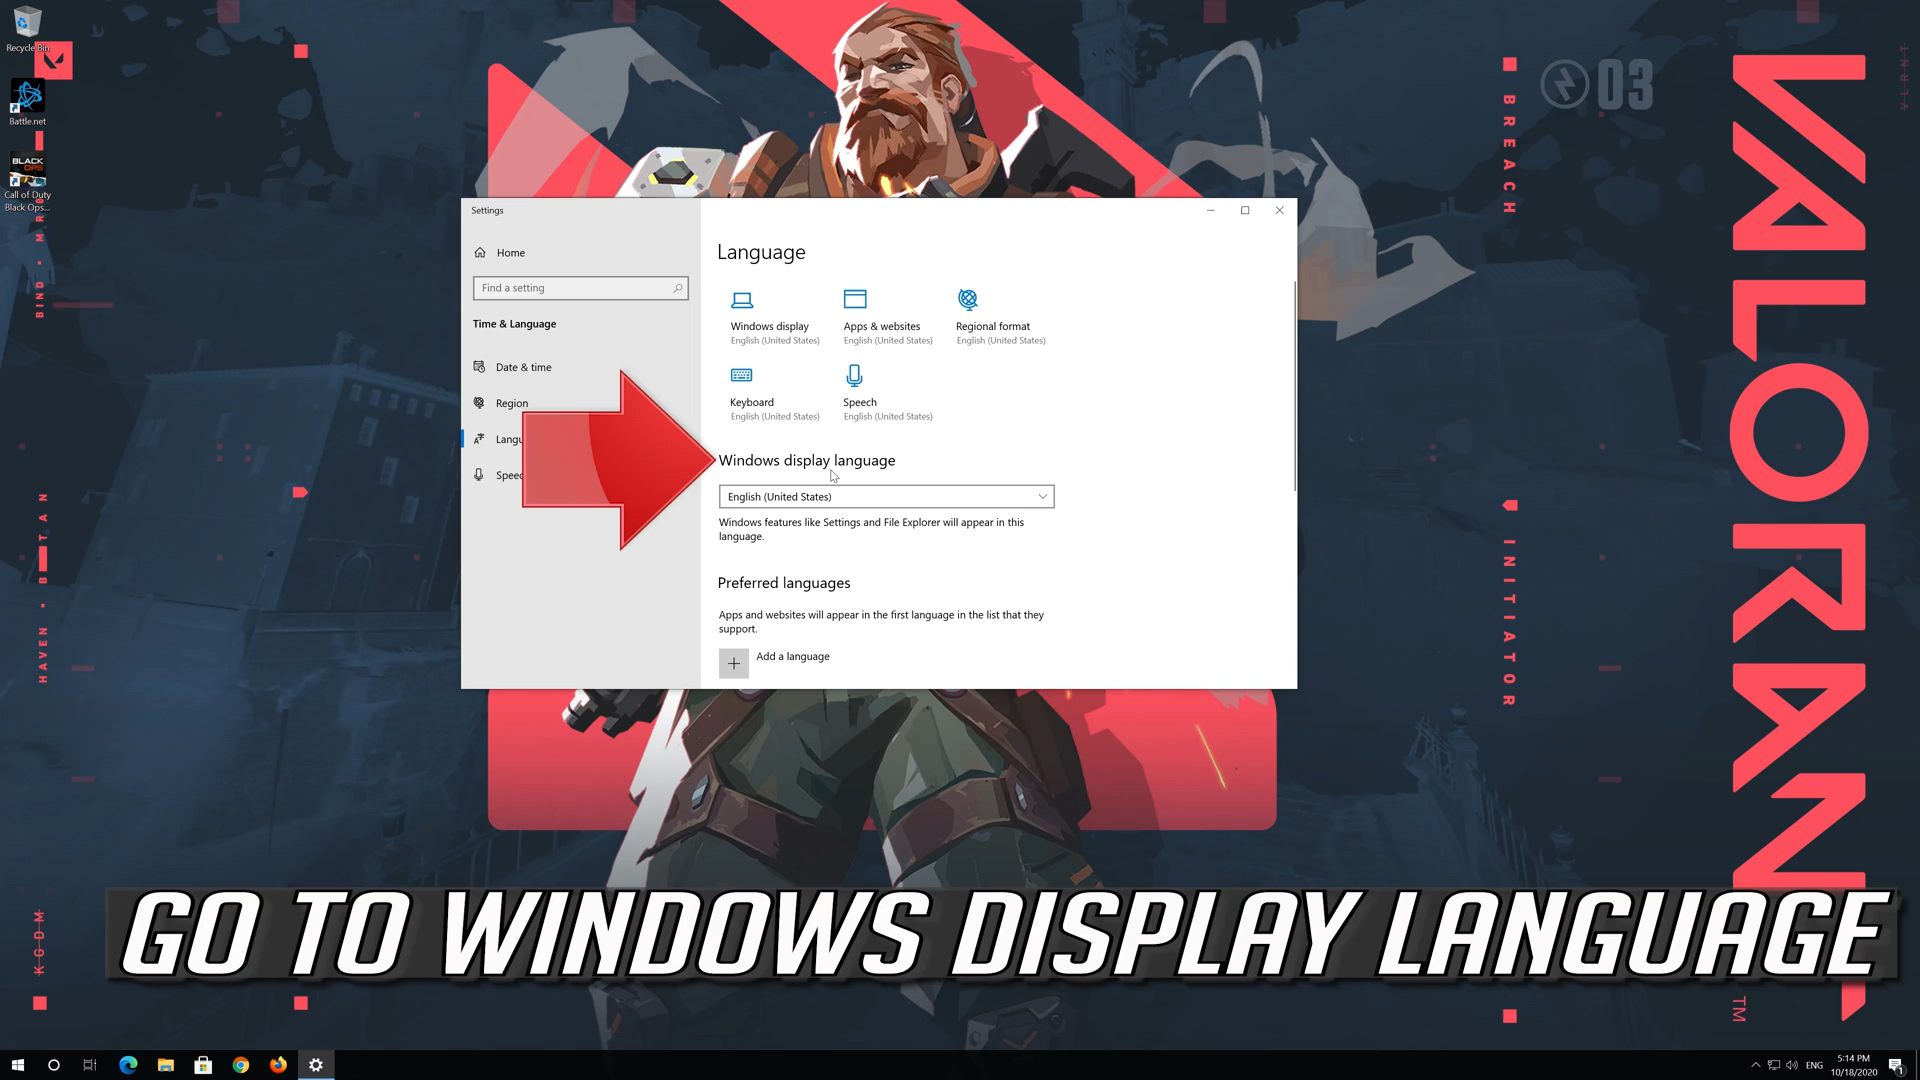 Recycle Bin
Battle.net
BLACK
OPS
Call of Duty
Black Ops...
HAVEN • B
BIND •
KCDM
03
BREACH
INITIATOR
VALORANT
TM
VLRNT
Settings
Home
Find a setting
Time & Language
Date & time
Region
Langu
Speec
Language
Windows display
English (United States)
Apps & websites
English (United States)
Regional format
English (United States)
Keyboard
English (United States)
Speech
English (United States)
Windows display language
English (United States)
Windows features like Settings and File Explorer will appear in this
language.
Preferred languages
Apps and websites will appear in the first language in the list that they
support.
Add a language
GO TO WINDOWS DISPLAY LANGUAGE
ENG
5:14 PM
10/18/2020
1